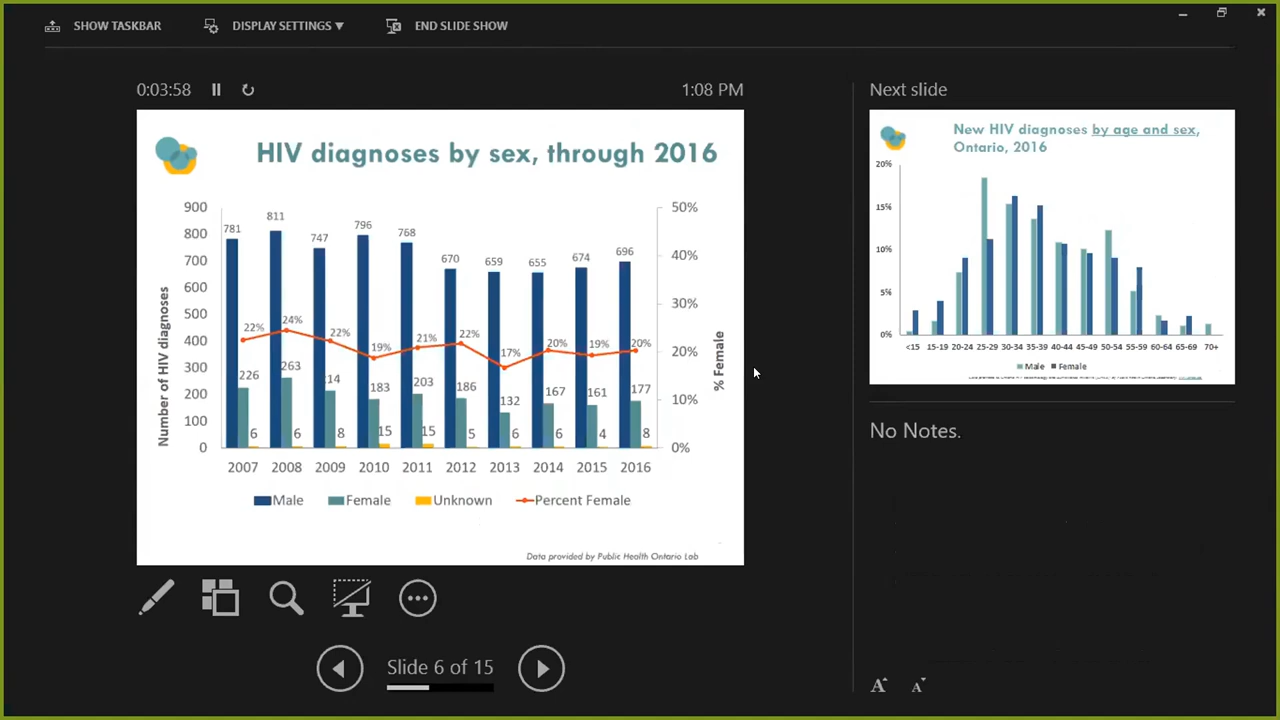 SHOW TASKBAR DISPLAY SETTINGS ▼ END SLIDE SHOW
0:03:58 1:08 PM
HIV diagnoses by sex, through 2016
900 50%
800 40%
700 30%
600 20%
500 10%
400 0%
300
200
100
0
Number of HIV diagnoses
% Female
781 811 747 796 768 670 659 655 674 696
22% 24% 22% 19% 21% 22% 17% 20% 19% 20%
226 263 214 183 203 186 132 167 161 177
6 6 8 15 15 5 6 6 4 8
2007 2008 2009 2010 2011 2012 2013 2014 2015 2016
Male Female Unknown Percent Female
Data provided by Public Health Ontario Lab
Slide 6 of 15
Next slide
New HIV diagnoses by age and sex,
Ontario, 2016
20%
15%
10%
5%
0%
<15 15-19 20-24 25-29 30-34 35-39 40-44 45-49 50-54 55-59 60-64 65-69 70+
Male Female
No Notes.
A A